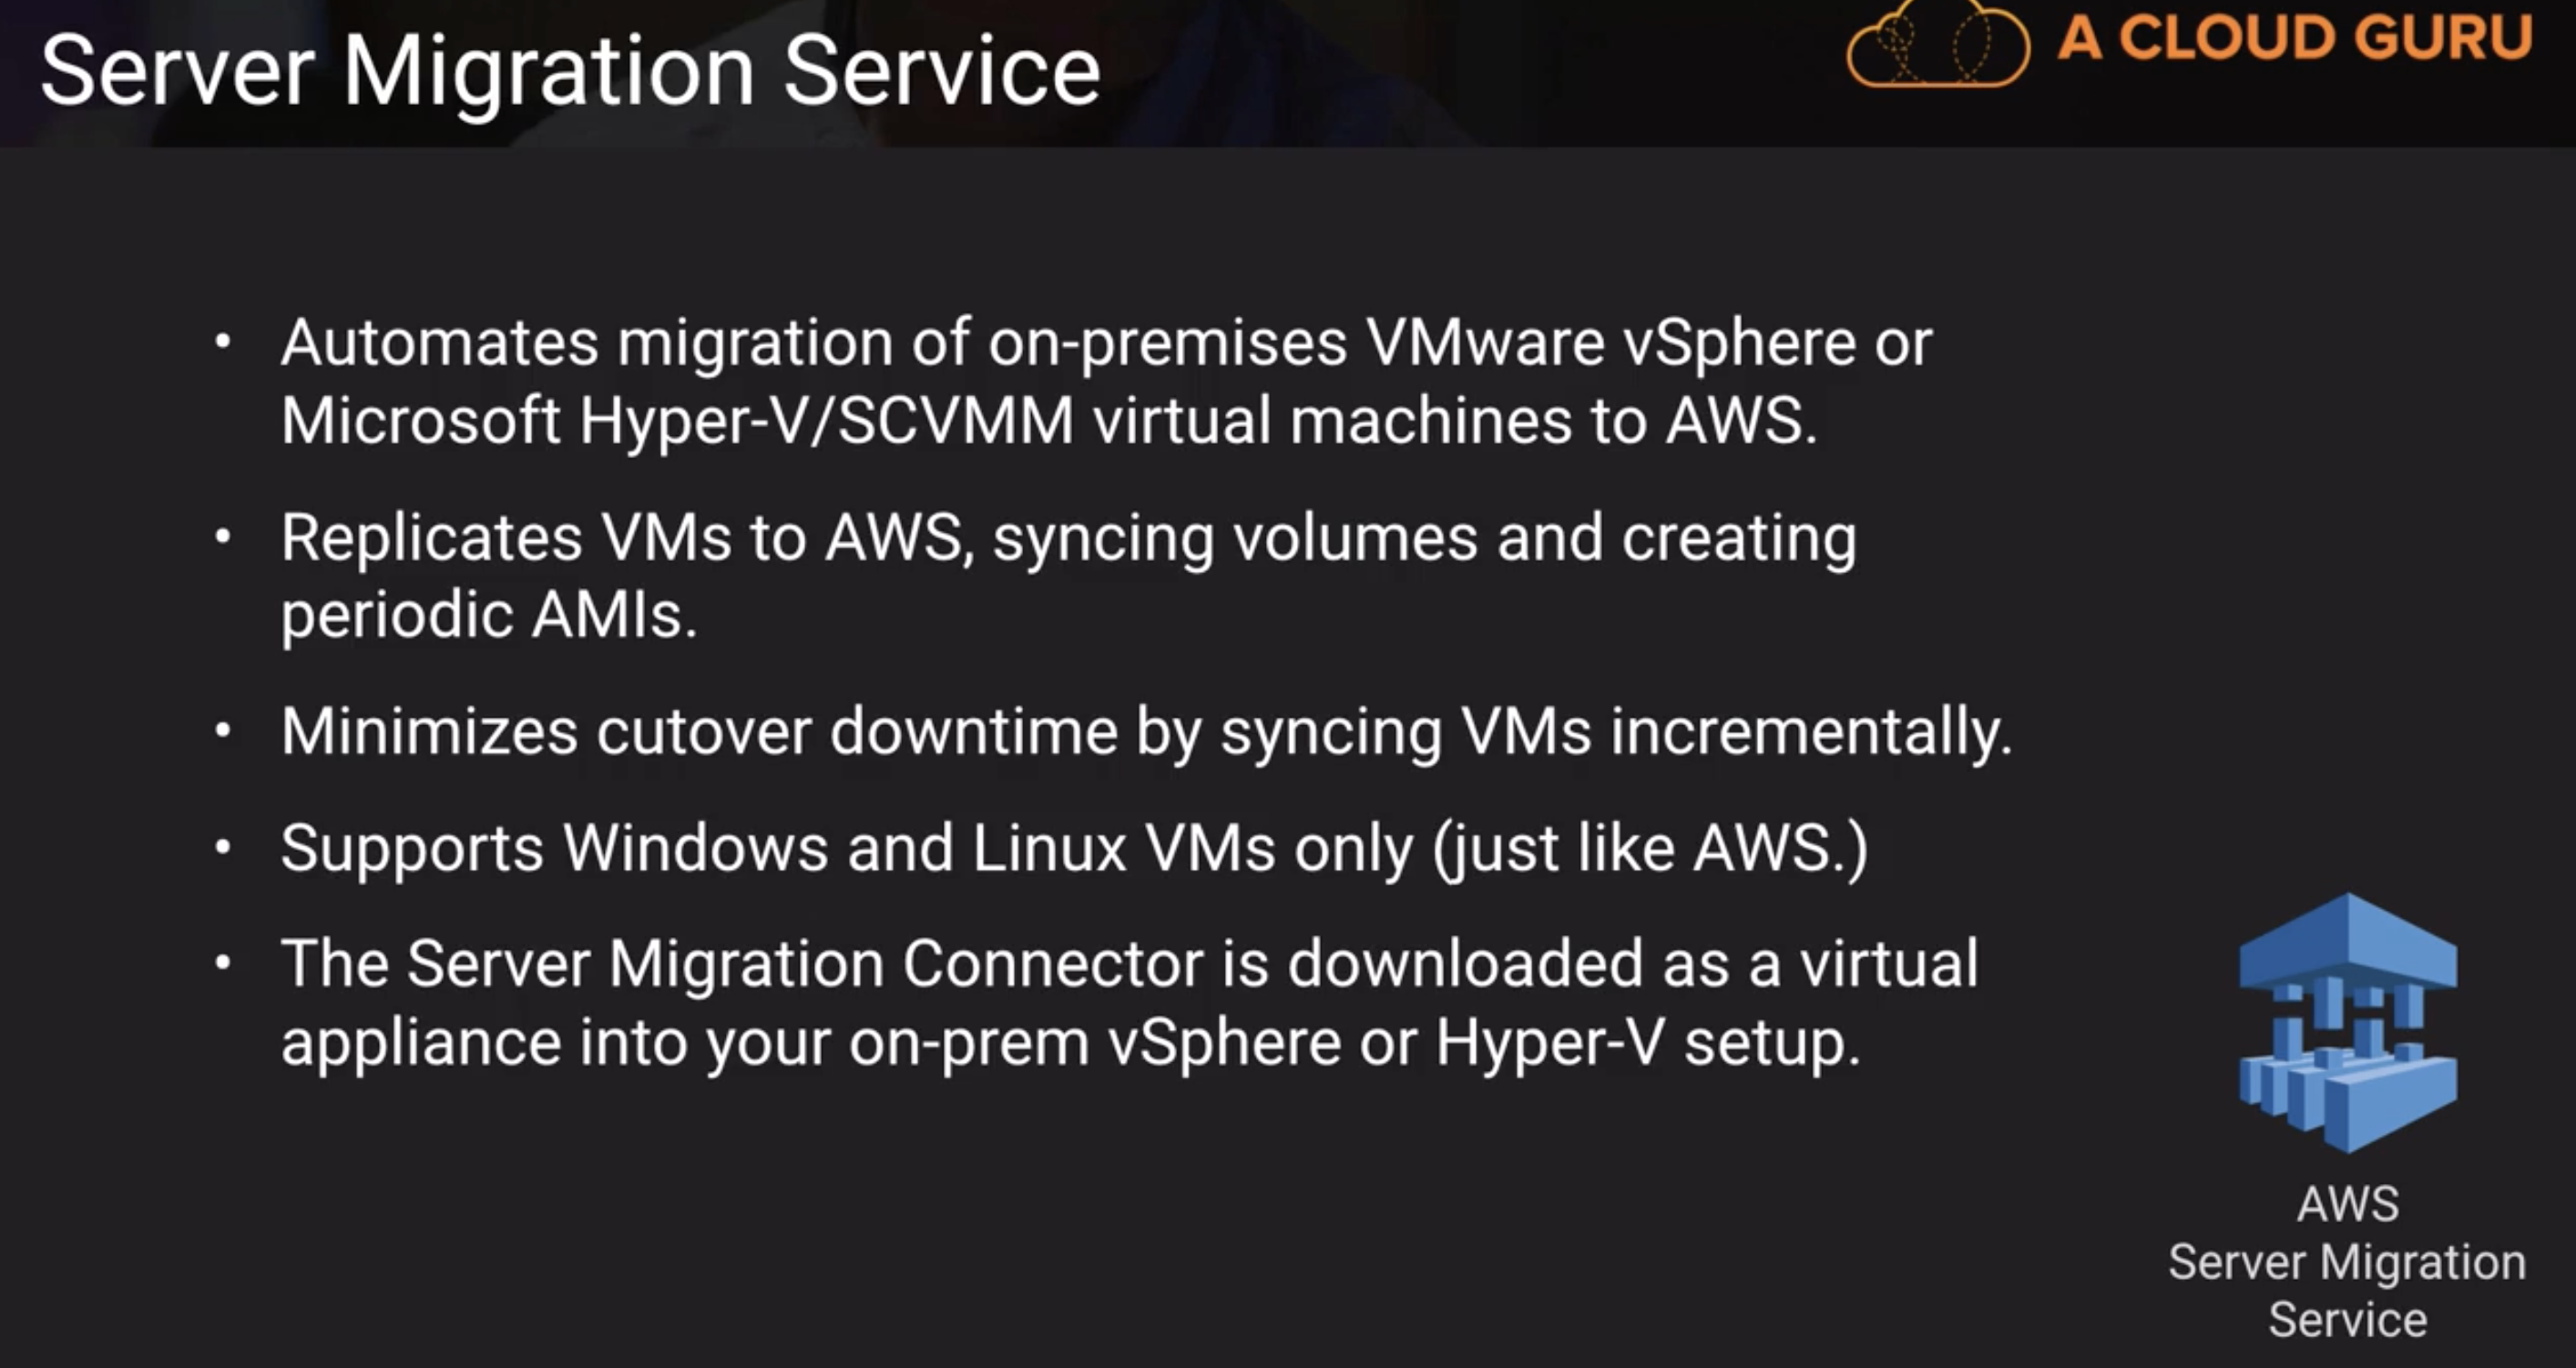 Server Migration Service
A CLOUD GURU
• Automates migration of on-premises VMware vSphere or
Microsoft Hyper-V/SCVMM virtual machines to AWS.
• Replicates VMs to AWS, syncing volumes and creating
periodic AMIs.
• Minimizes cutover downtime by syncing VMs incrementally.
• Supports Windows and Linux VMs only (just like AWS.)
• The Server Migration Connector is downloaded as a virtual
appliance into your on-prem vSphere or Hyper-V setup.
AWS
Server Migration
Service